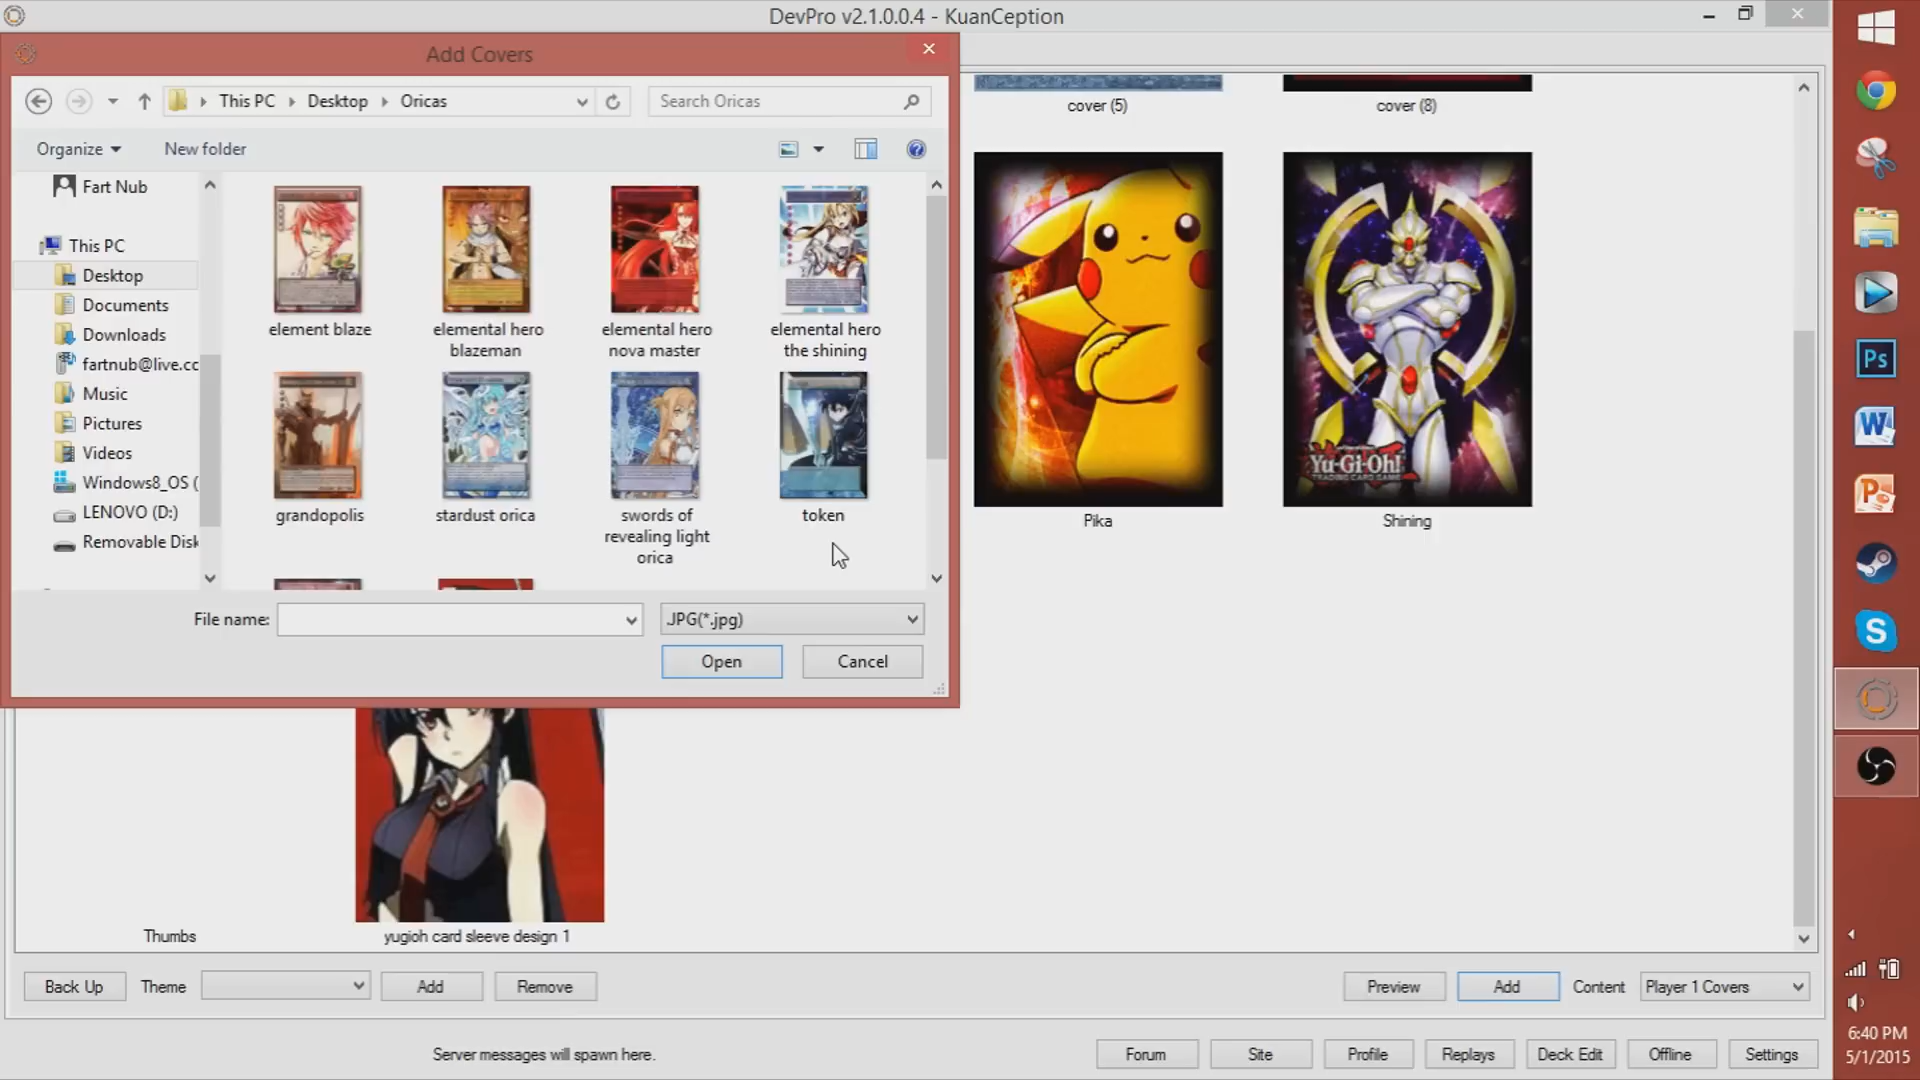 DevPro v2.1.0.0.4 - KuanCeption
Add Covers
This PC
Desktop
Oricas
Search Oricas
Organize
New folder
Fart Nub
This PC
Desktop
Documents
Downloads
fartnub@live.cc
Music
Pictures
Videos
Windows8_OS (
LENOVO (D:)
Removable Disk
element blaze
elemental hero
blazeman
elemental hero
nova master
elemental hero
the shining
grandopolis
stardust orica
swords of
revealing light
orica
token
File name:
JPG(*.jpg)
Open
Cancel
cover (5)
cover (8)
Yu-Gi-Oh!
TRADING CARD GAME
Pika
Shining
Thumbs
yugioh card sleeve design 1
Back Up
Theme
Add
Remove
Preview
Add
Content
Player 1 Covers
Server messages will spawn here.
Forum
Site
Profile
Replays
Deck Edit
Offline
Settings
Ps
W
P
S
6:40 PM
5/1/2015